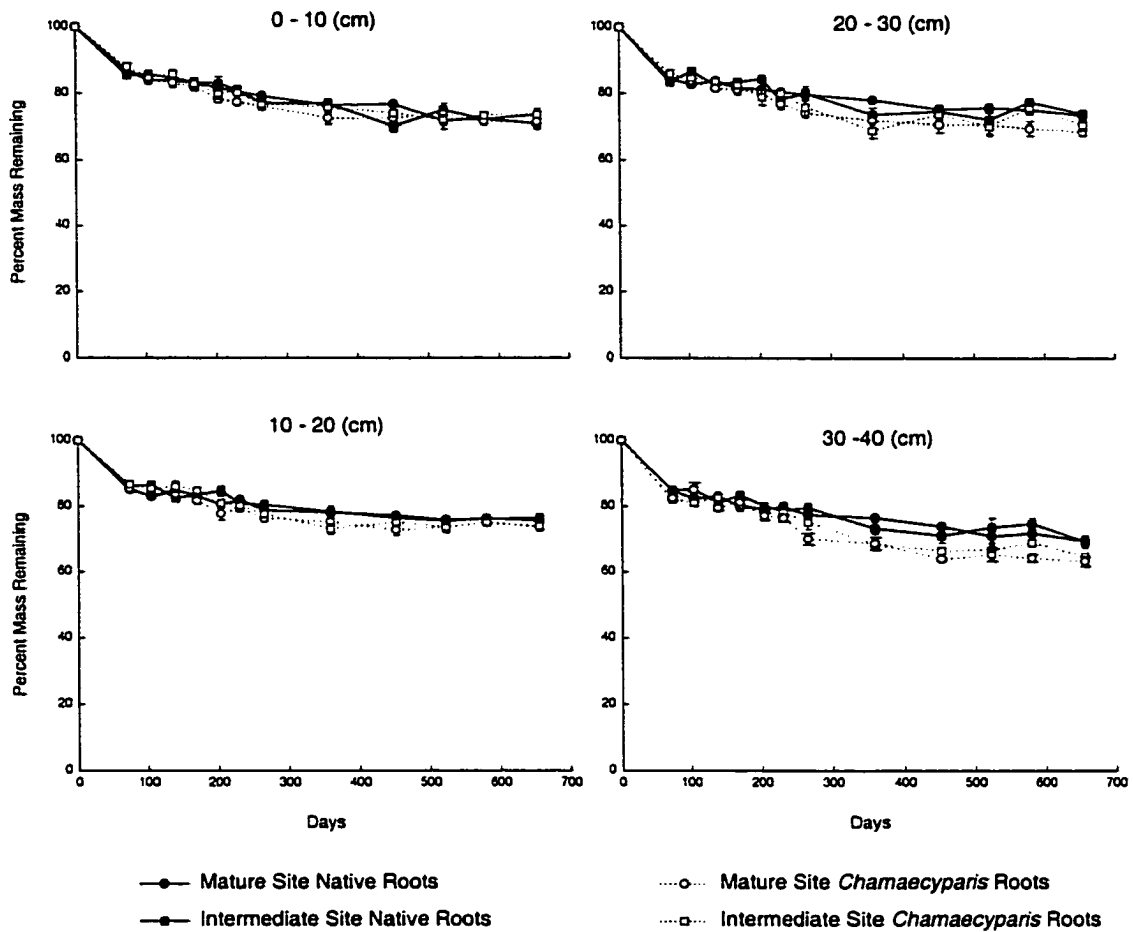 0 - 10 (cm)
Percent Mass Remaining
100
80
60
40
20
0
20 - 30 (cm)
100
80
60
40
20
0
10 - 20 (cm)
Percent Mass Remaining
100
80
60
40
20
0
0 100 200 300 400 500 600 700
Days
30 -40 (cm)
100
80
60
40
20
0
0 100 200 300 400 500 600 700
Days
Mature Site Native Roots
Intermediate Site Native Roots
Mature Site Chamaecyparis Roots
Intermediate Site Chamaecyparis Roots